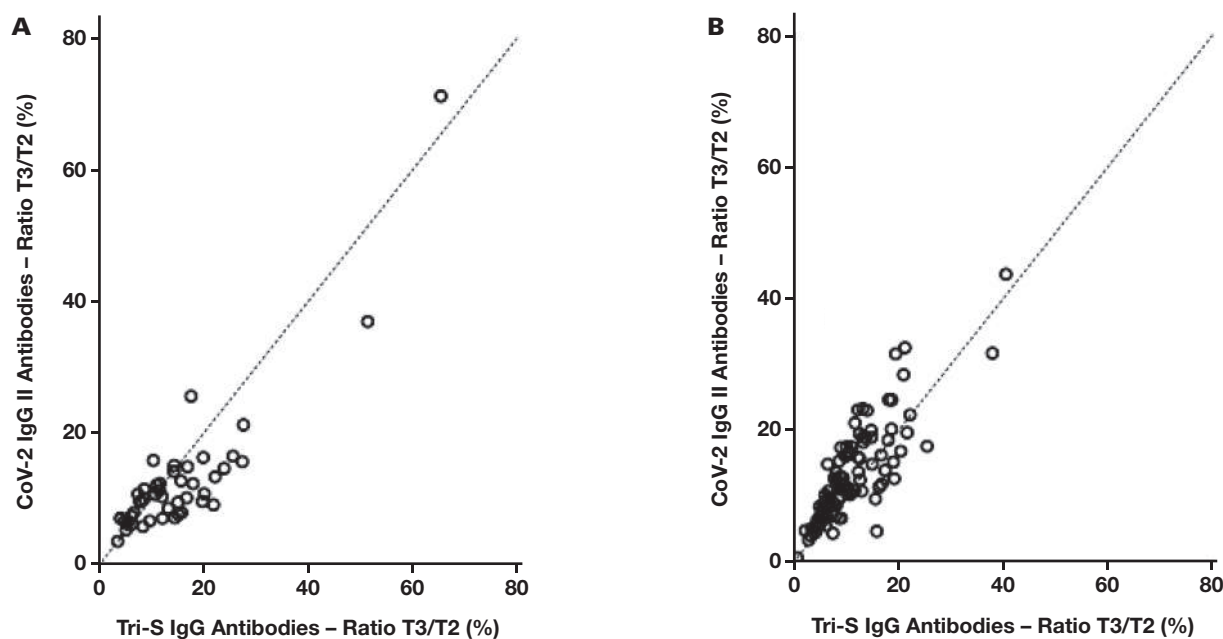 A
CoV-2 IgG II Antibodies – Ratio T3/T2 (%)
80
60
40
20
0
0 20 40 60 80
Tri-S IgG Antibodies – Ratio T3/T2 (%)
B
CoV-2 IgG II Antibodies – Ratio T3/T2 (%)
80
60
40
20
0
0 20 40 60 80
Tri-S IgG Antibodies – Ratio T3/T2 (%)